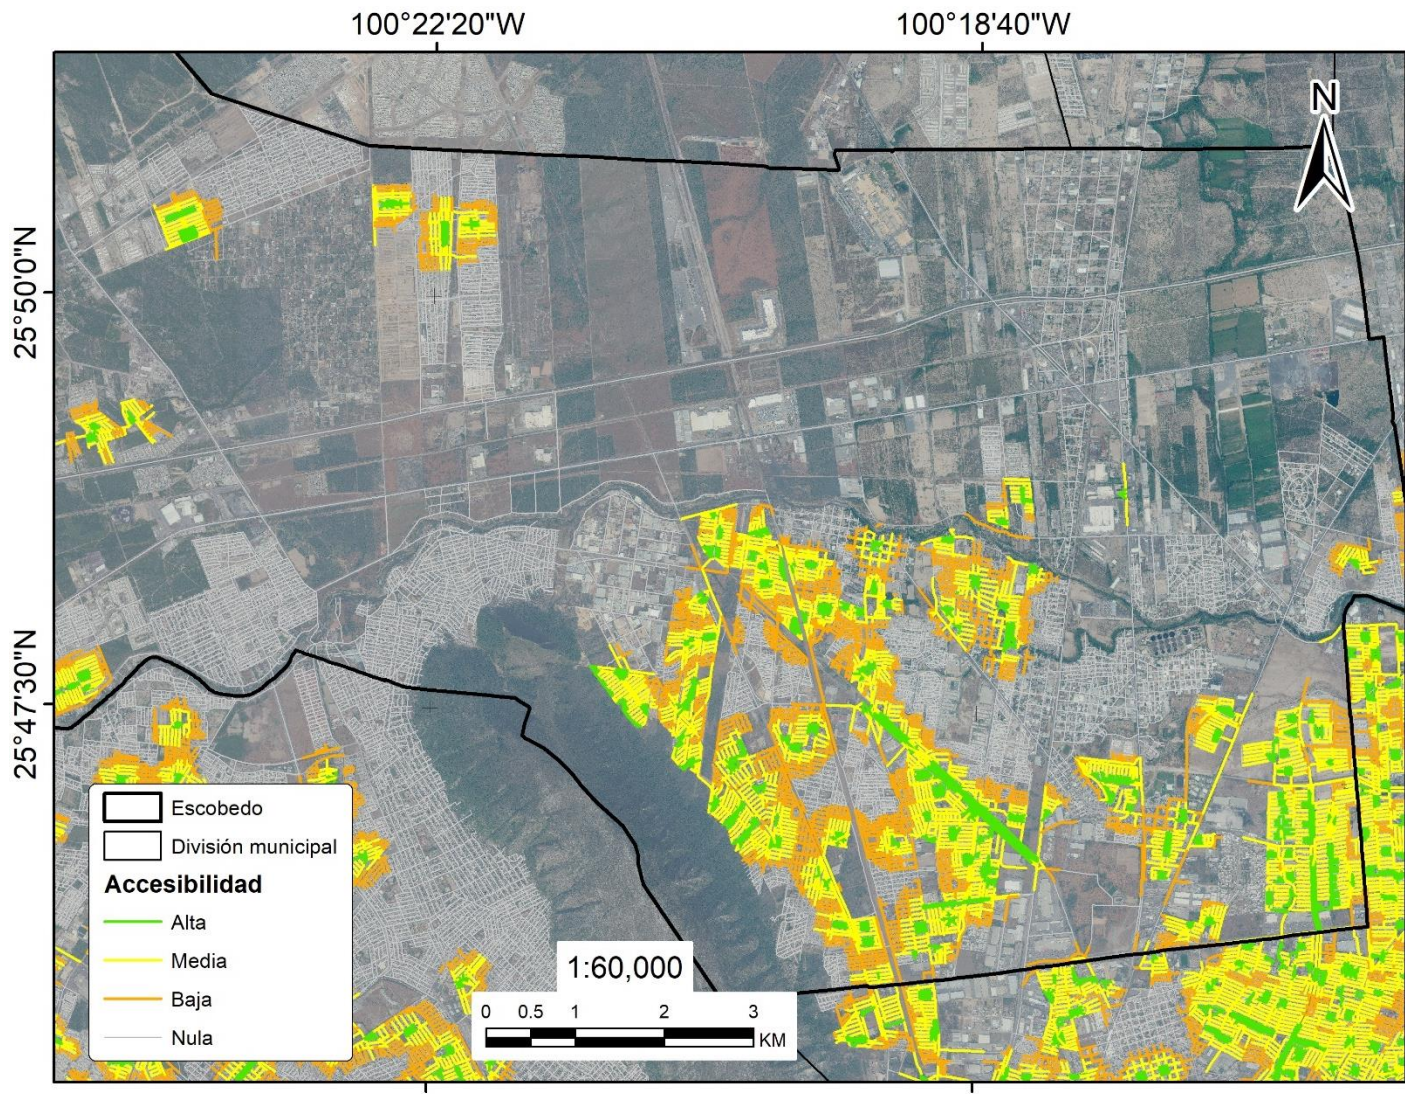 100°22'20"W
100°18'40"W
N
25°50'0"N
25°47'30"N
Escobedo
División municipal
Accesibilidad
Alta
Media
Baja
Nula
1:60,000
0 0.5 1 2 3
KM